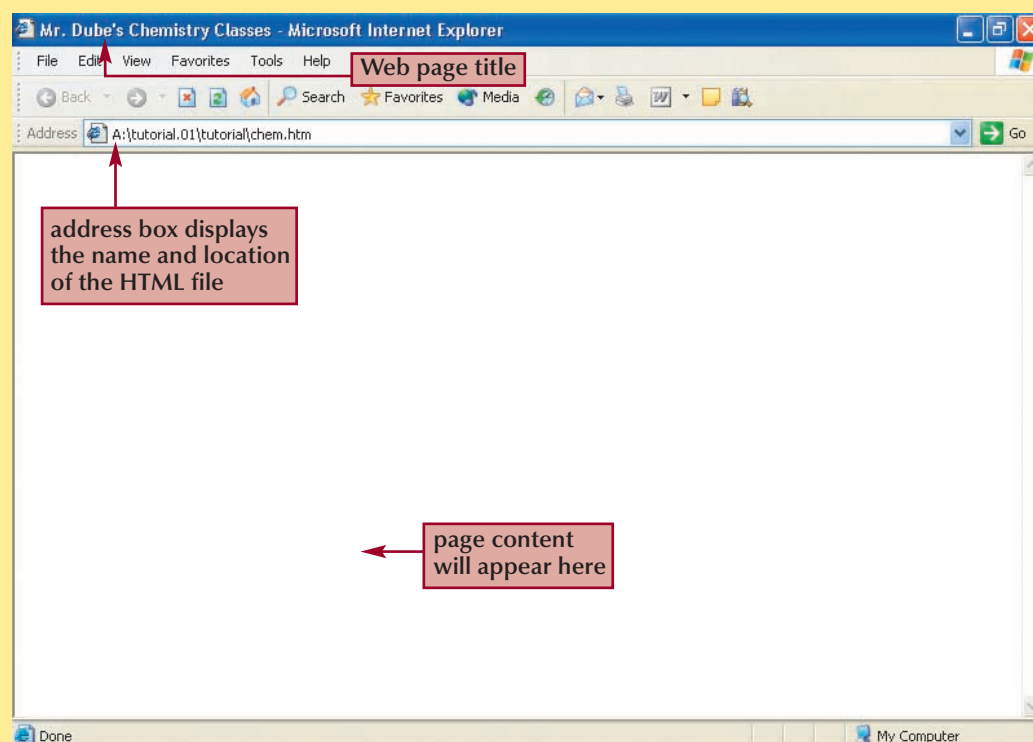 Mr. Dube's Chemistry Classes - Microsoft Internet Explorer
File Edit View Favorites Tools Help
Web page title
Back Search Favorites Media
Address A:\tutorial.01\tutorial\chem.htm Go
address box displays
the name and location
of the HTML file
page content
will appear here
Done My Computer